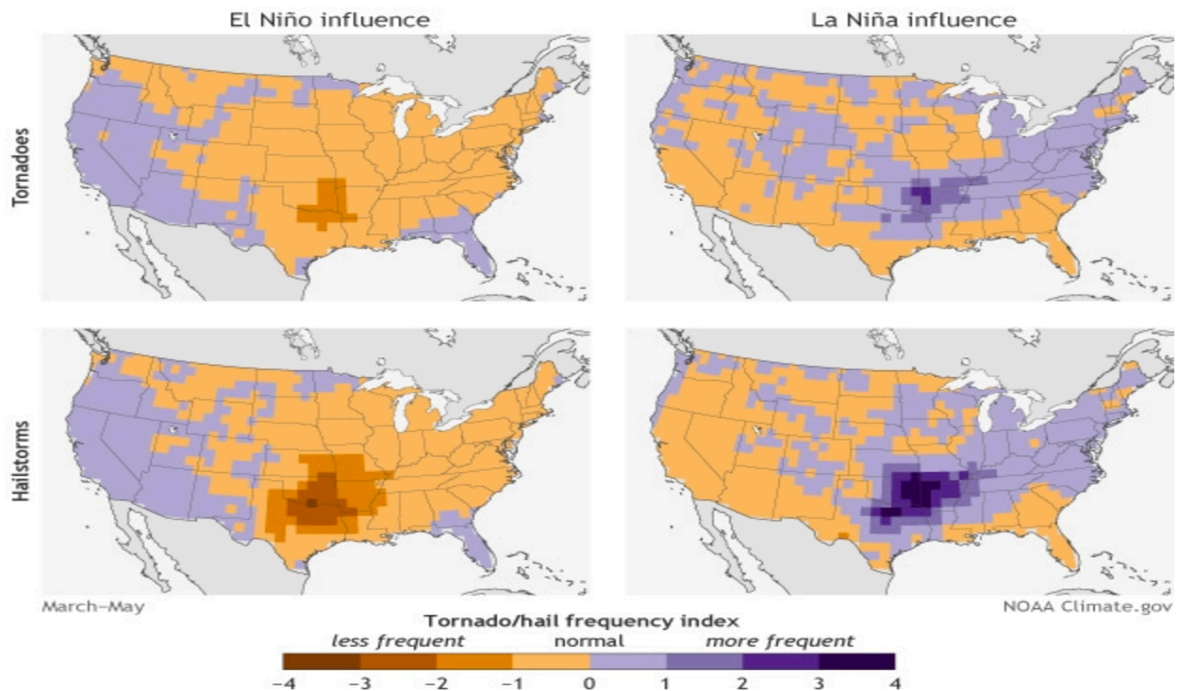 El Niño influence
La Niña influence
Tornadoes
Hailstorms
March–May
NOAA Climate.gov
Tornado/hail frequency index
less frequent normal more frequent
−4 −3 −2 −1 0 1 2 3 4